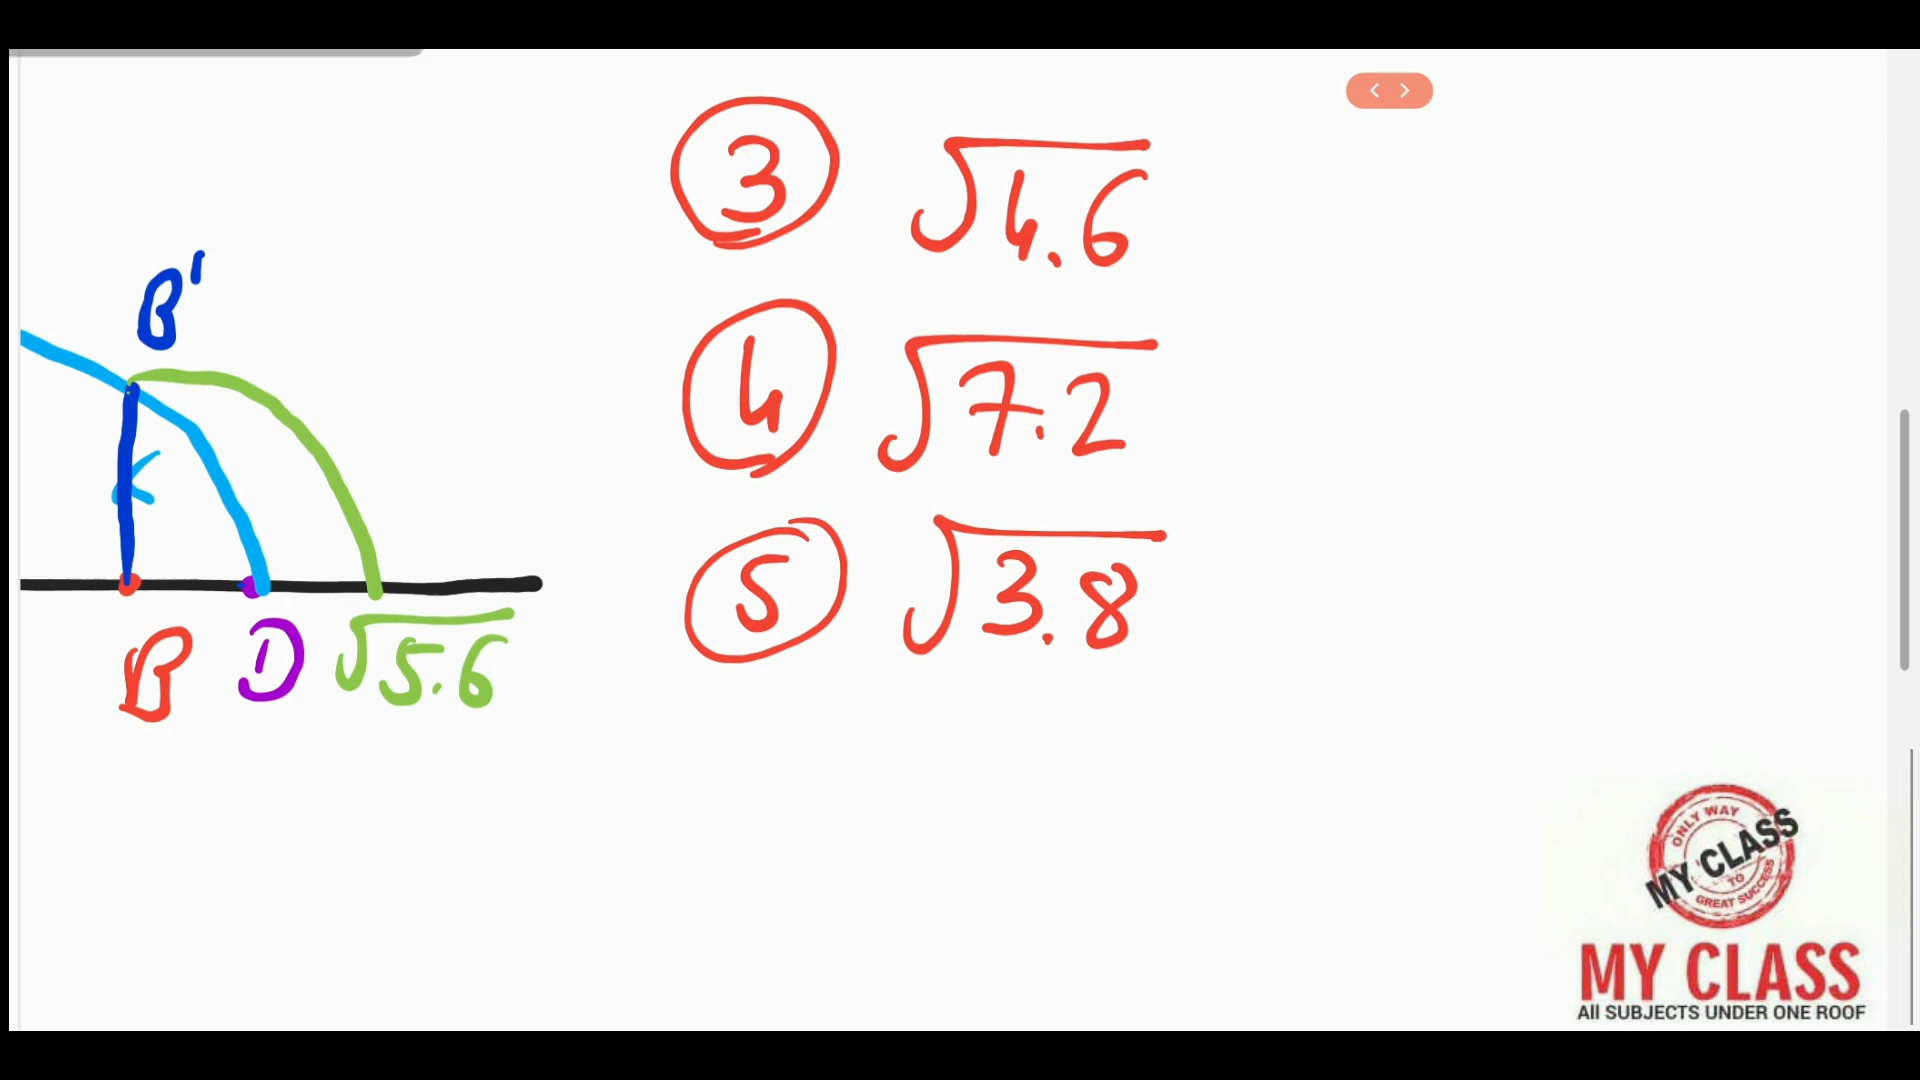 3 √4.6
4 √7.2
5 √3.8
B'
B D √5.6
ONLY WAY
MY CLASS
TO
GREAT SUCCESS
MY CLASS
All SUBJECTS UNDER ONE ROOF